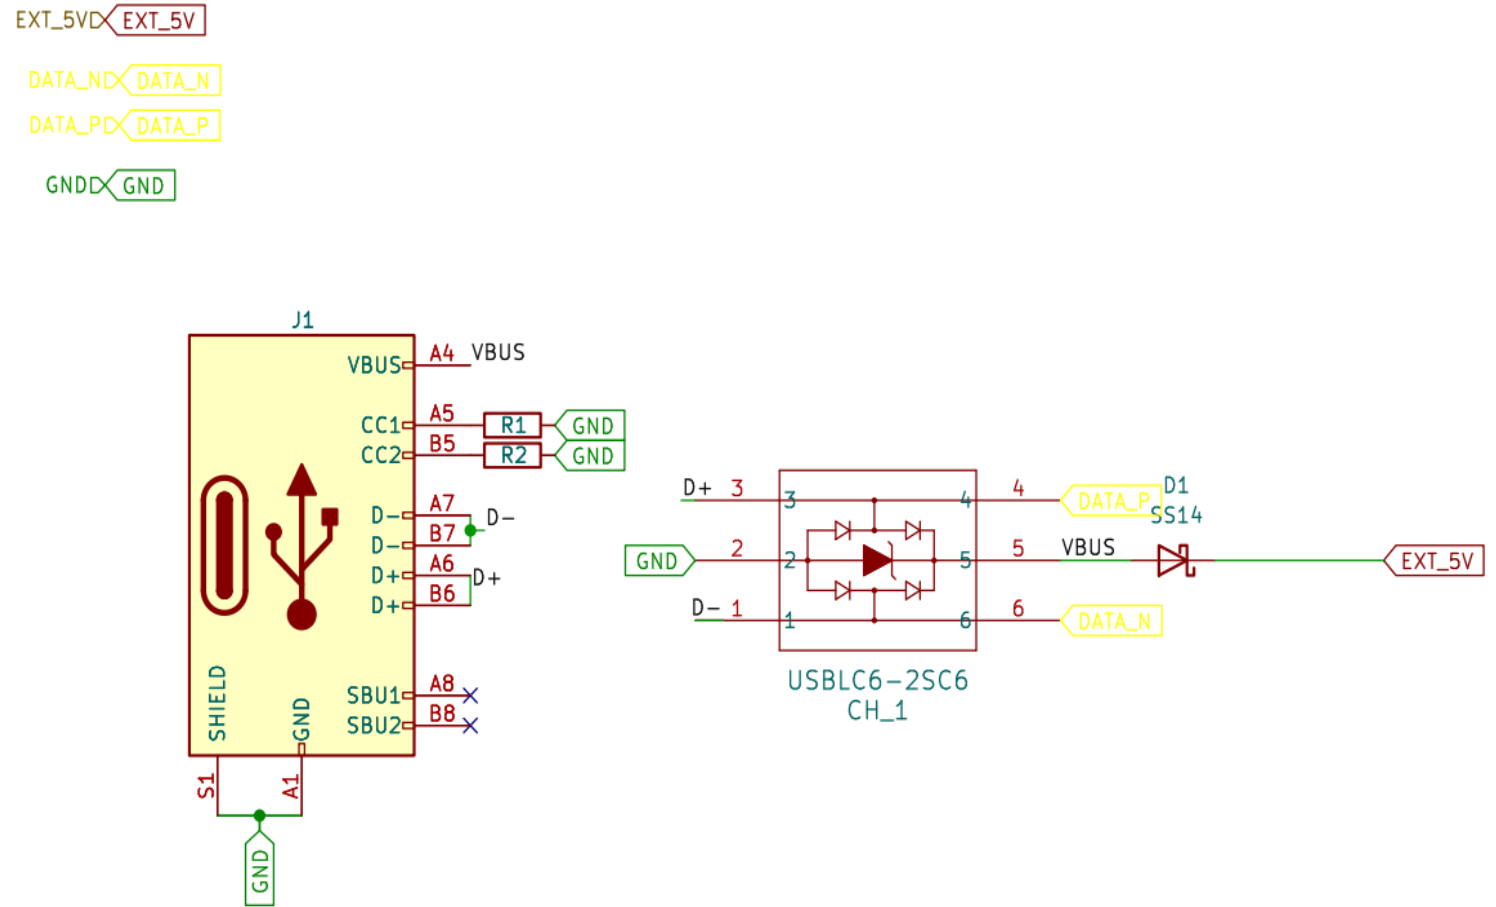 EXT_5V EXT_5V
DATA_N DATA_N
DATA_P DATA_P
GND GND
J1
VBUS A4 VBUS
CC1 A5 R1 GND
CC2 B5 R2 GND
D- A7 D-
D- B7
D+ A6 D+
D+ B6
SBU1 A8
SBU2 B8
SHIELD GND
S1 A1
GND
D+ 3 3 4 4 DATA_P D1
SS14
GND 2 2 5 5 VBUS EXT_5V
D- 1 1 6 6 DATA_N
USBLC6-2SC6
CH_1